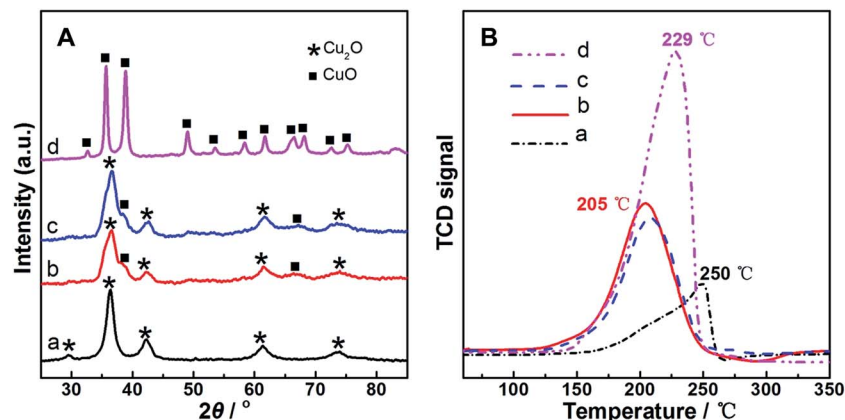 A
* Cu₂O
■ CuO
d
c
b
a
Intensity (a.u.)
30 40 50 60 70 80
2θ / °
B
229 ℃
d
c
b
a
205 ℃
250 ℃
TCD signal
100 150 200 250 300 350
Temperature / ℃